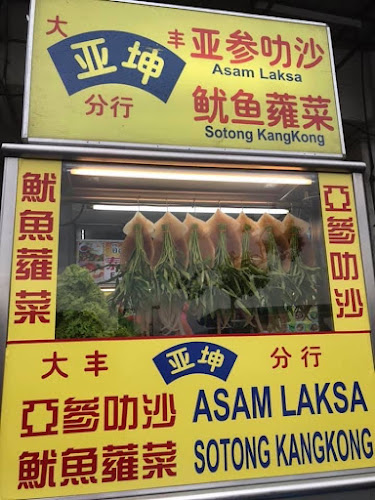 大丰
亚坤
分行
亚参叻沙
Asam Laksa
鱿鱼蕹菜
Sotong KangKong
魷魚蕹菜
亞參叻沙
大丰
亚坤
分行
亞參叻沙 ASAM LAKSA
魷魚蕹菜 SOTONG KANGKONG